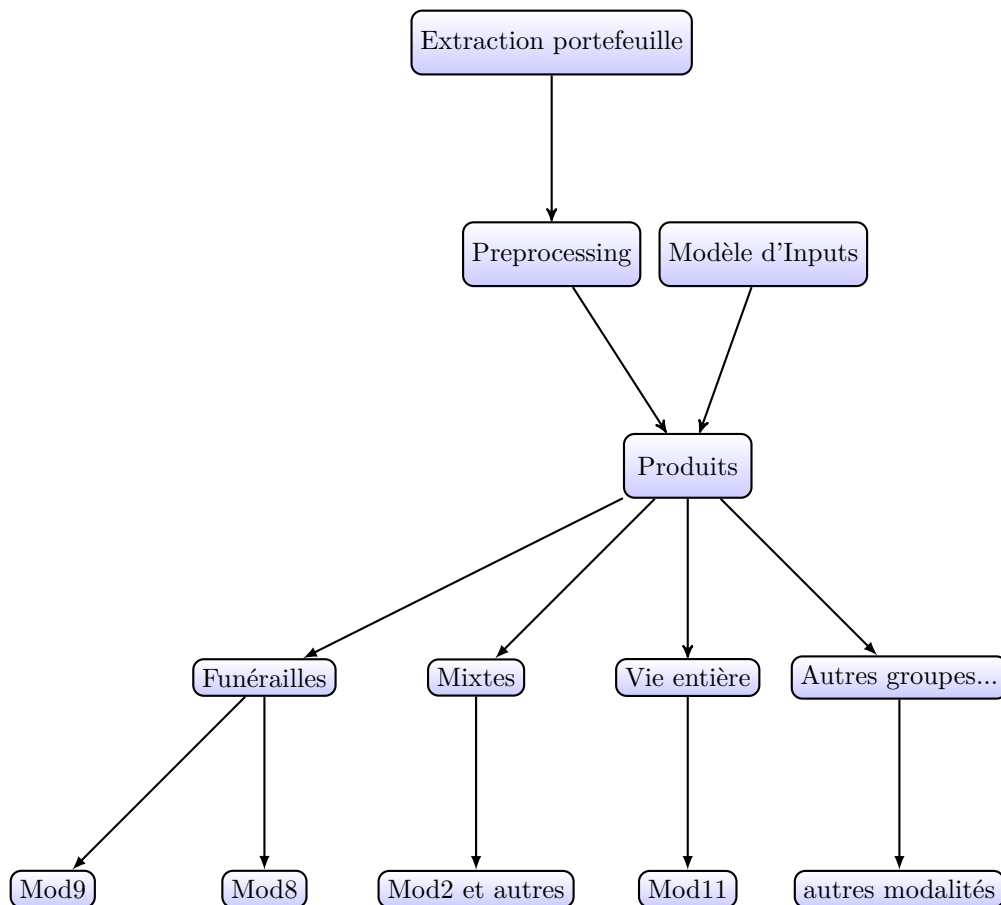 Extraction portefeuille
Preprocessing
Modèle d'Inputs
Produits
Funérailles
Mixtes
Vie entière
Autres groupes...
Mod9
Mod8
Mod2 et autres
Mod11
autres modalités